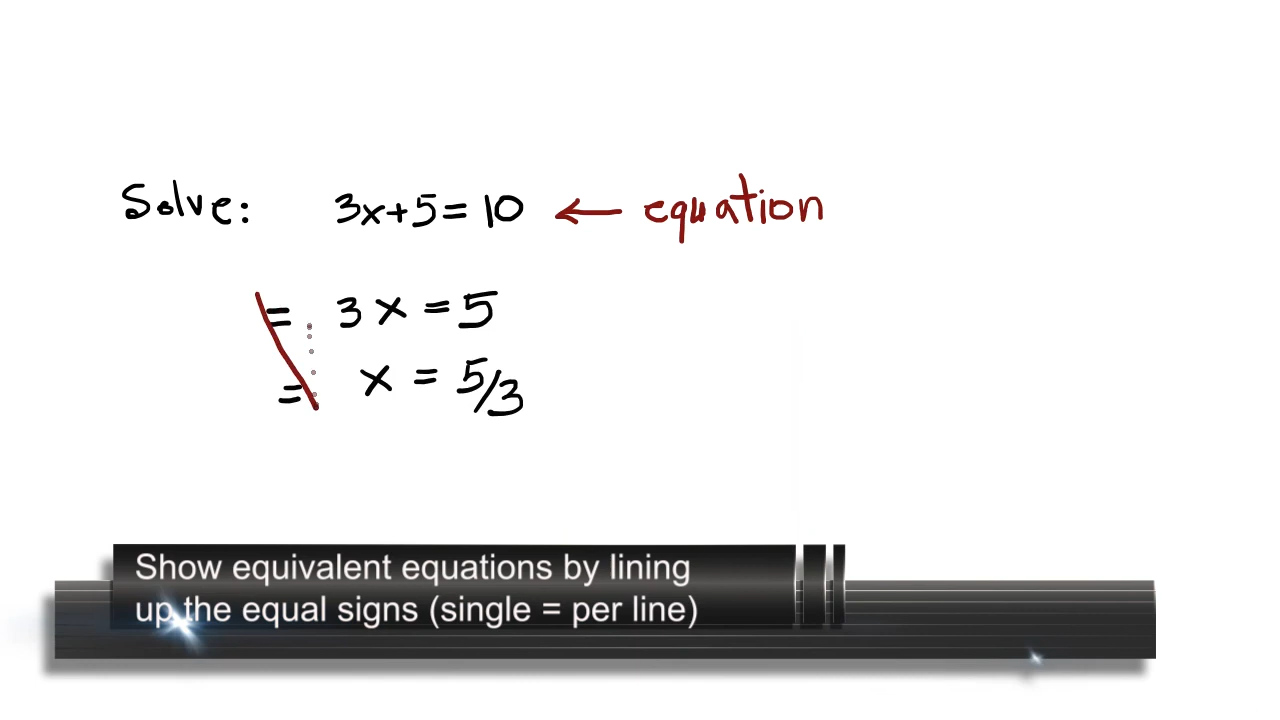 Solve: 3x+5=10 ← equation
= 3x = 5
= x = 5/3
Show equivalent equations by lining
up the equal signs (single = per line)